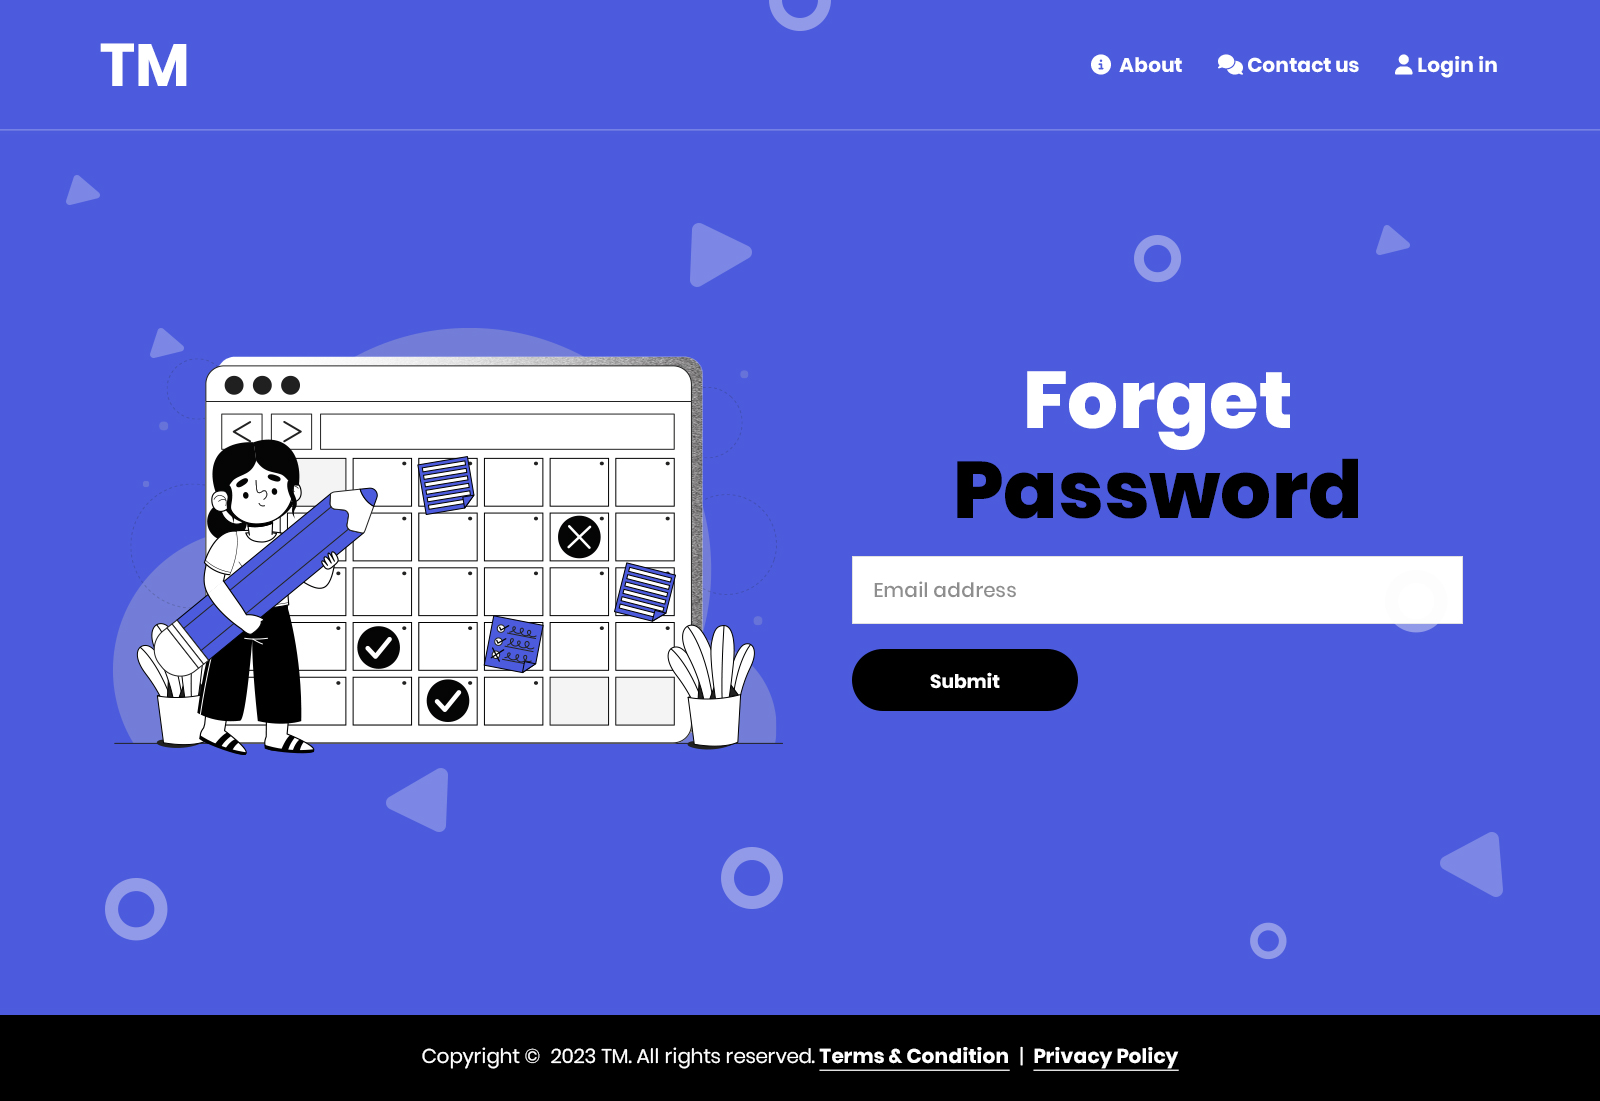 TM
About
Contact us
Login in
Forget
Password
Email address
Submit
Copyright © 2023 TM. All rights reserved. Terms & Condition | Privacy Policy